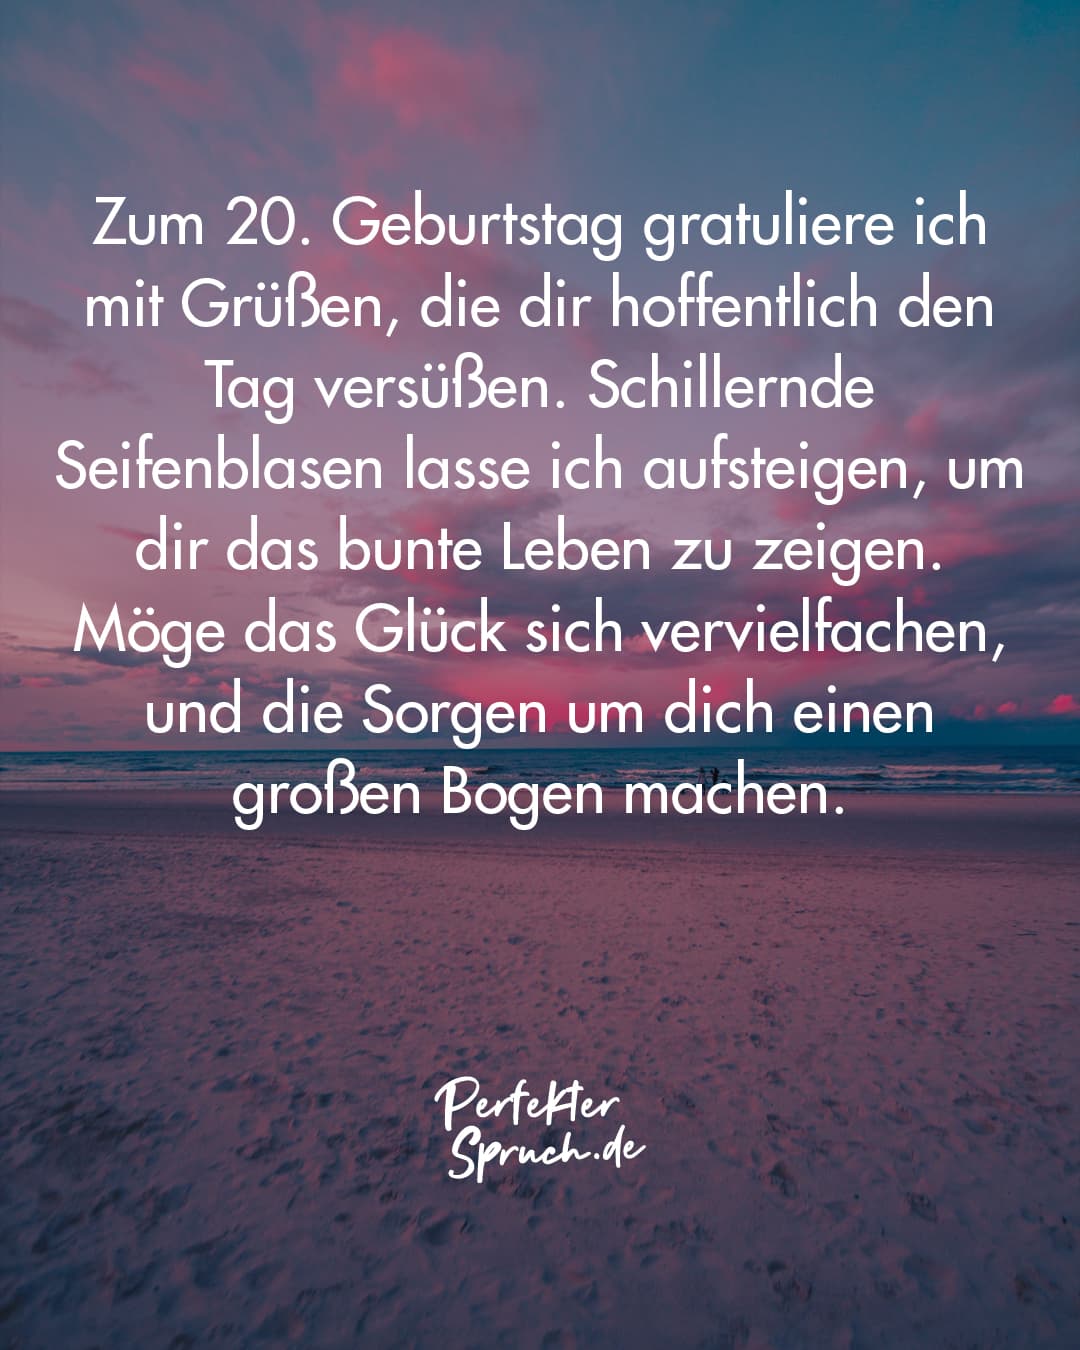 Zum 20. Geburtstag gratuliere ich
mit Grüßen, die dir hoffentlich den
Tag versüßen. Schillernde
Seifenblasen lasse ich aufsteigen, um
dir das bunte Leben zu zeigen.
Möge das Glück sich vervielfachen,
und die Sorgen um dich einen
großen Bogen machen.
Perfekter
Spruch.de